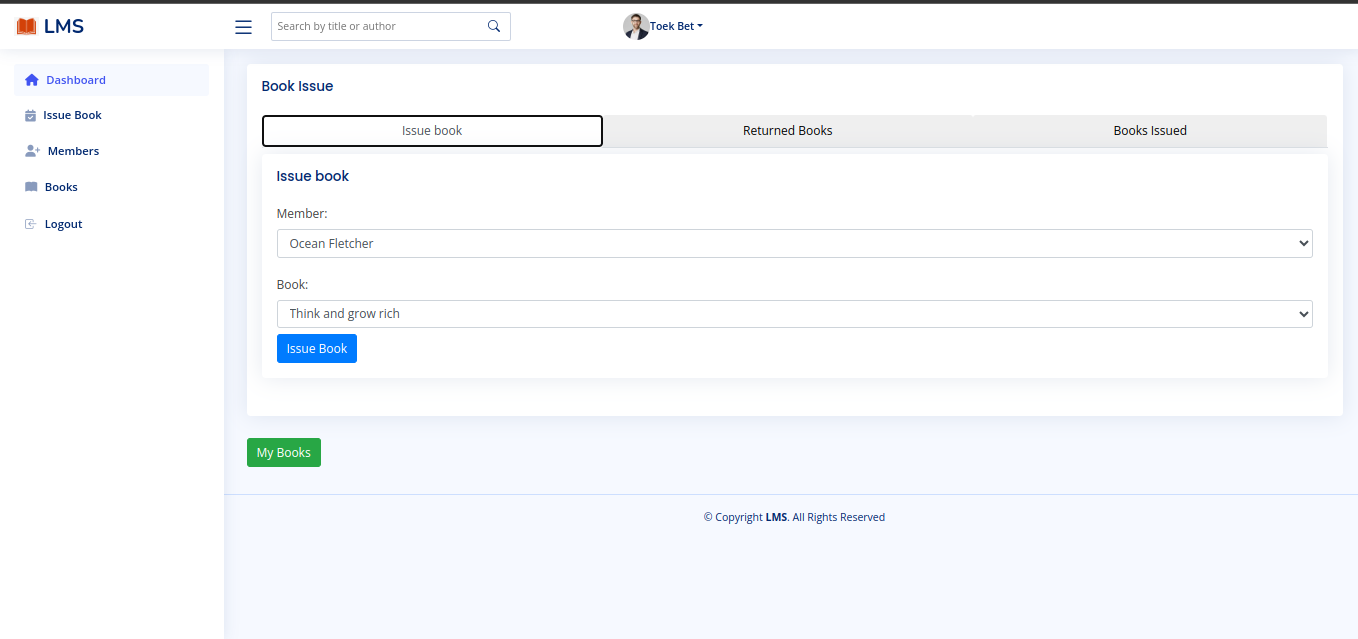 LMS
Search by title or author
Toek Bet
Dashboard
Issue Book
Members
Books
Logout
Book Issue
Issue book
Returned Books
Books Issued
Issue book
Member:
Ocean Fletcher
Book:
Think and grow rich
Issue Book
My Books
© Copyright LMS. All Rights Reserved